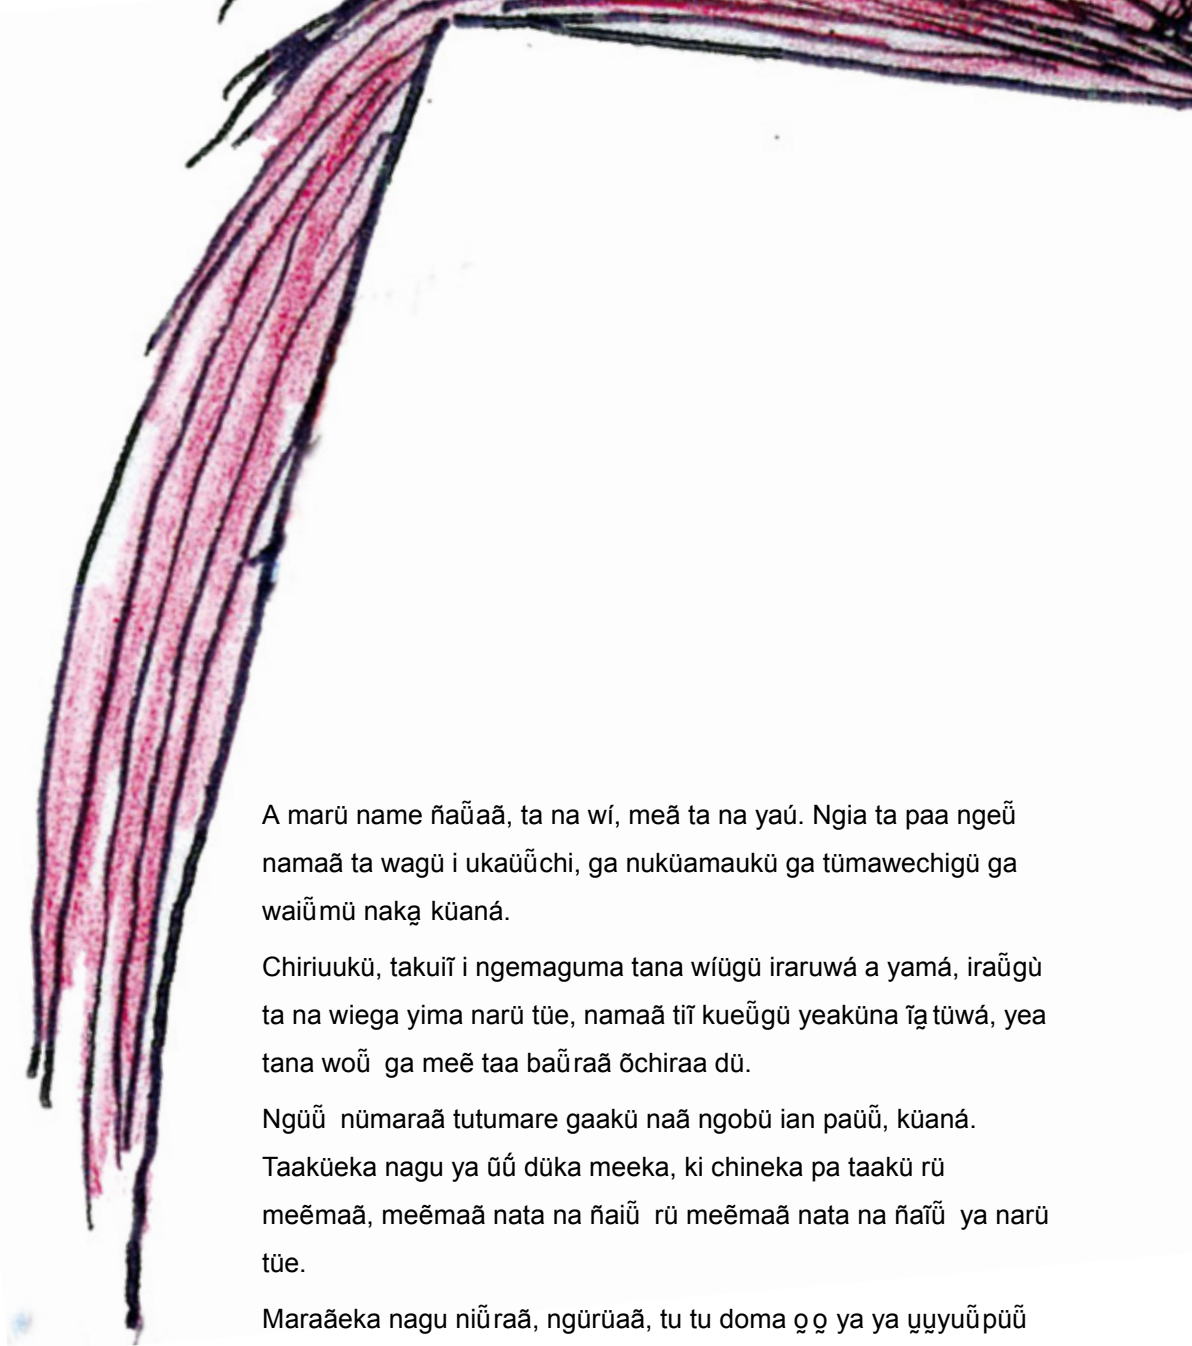 A marü name ñaü̃aã, ta na wí, meã ta na yaú. Ngia ta paa ngeü̃
namaã ta wagü i ukaüü̃chi, ga nuküamaukü ga tümawechigü ga
waiü̃mü naka̰ küaná.
Chiriuukü, takuiĩ i ngemaguma tana wíügü iraruwá a yamá, iraü̃gù
ta na wiega yima narü tüe, namaã tiĩ kueü̃gü yeaküna ĩa̰ tüwá, yea
tana woü̃ ga meẽ taa baü̃raã õchiraa dü.
Ngüü̃ nümaraã tutumare gaakü naã ngobü ian paüü̃, küaná.
Taaküeka nagu ya ũṹ düka meeka, ki chineka pa taakü rü
meẽmaã, meẽmaã nata na ñaiü̃ rü meẽmaã nata na ñaĩü̃ ya narü
tüe.
Maraãeka nagu niü̃raã, ngürüaã, tu tu doma o̰o̰ ya ya ṵṵyuü̃püü̃